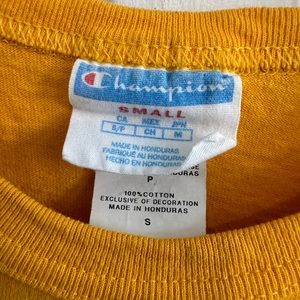 Champion
SMALL
CA MEX JPN
S/P CH M
MADE IN HONDURAS
FABRIQUÉ AU HONDURAS
HECHO EN HONDURAS
P
100%COTTON
EXCLUSIVE OF DECORATION
MADE IN HONDURAS
S